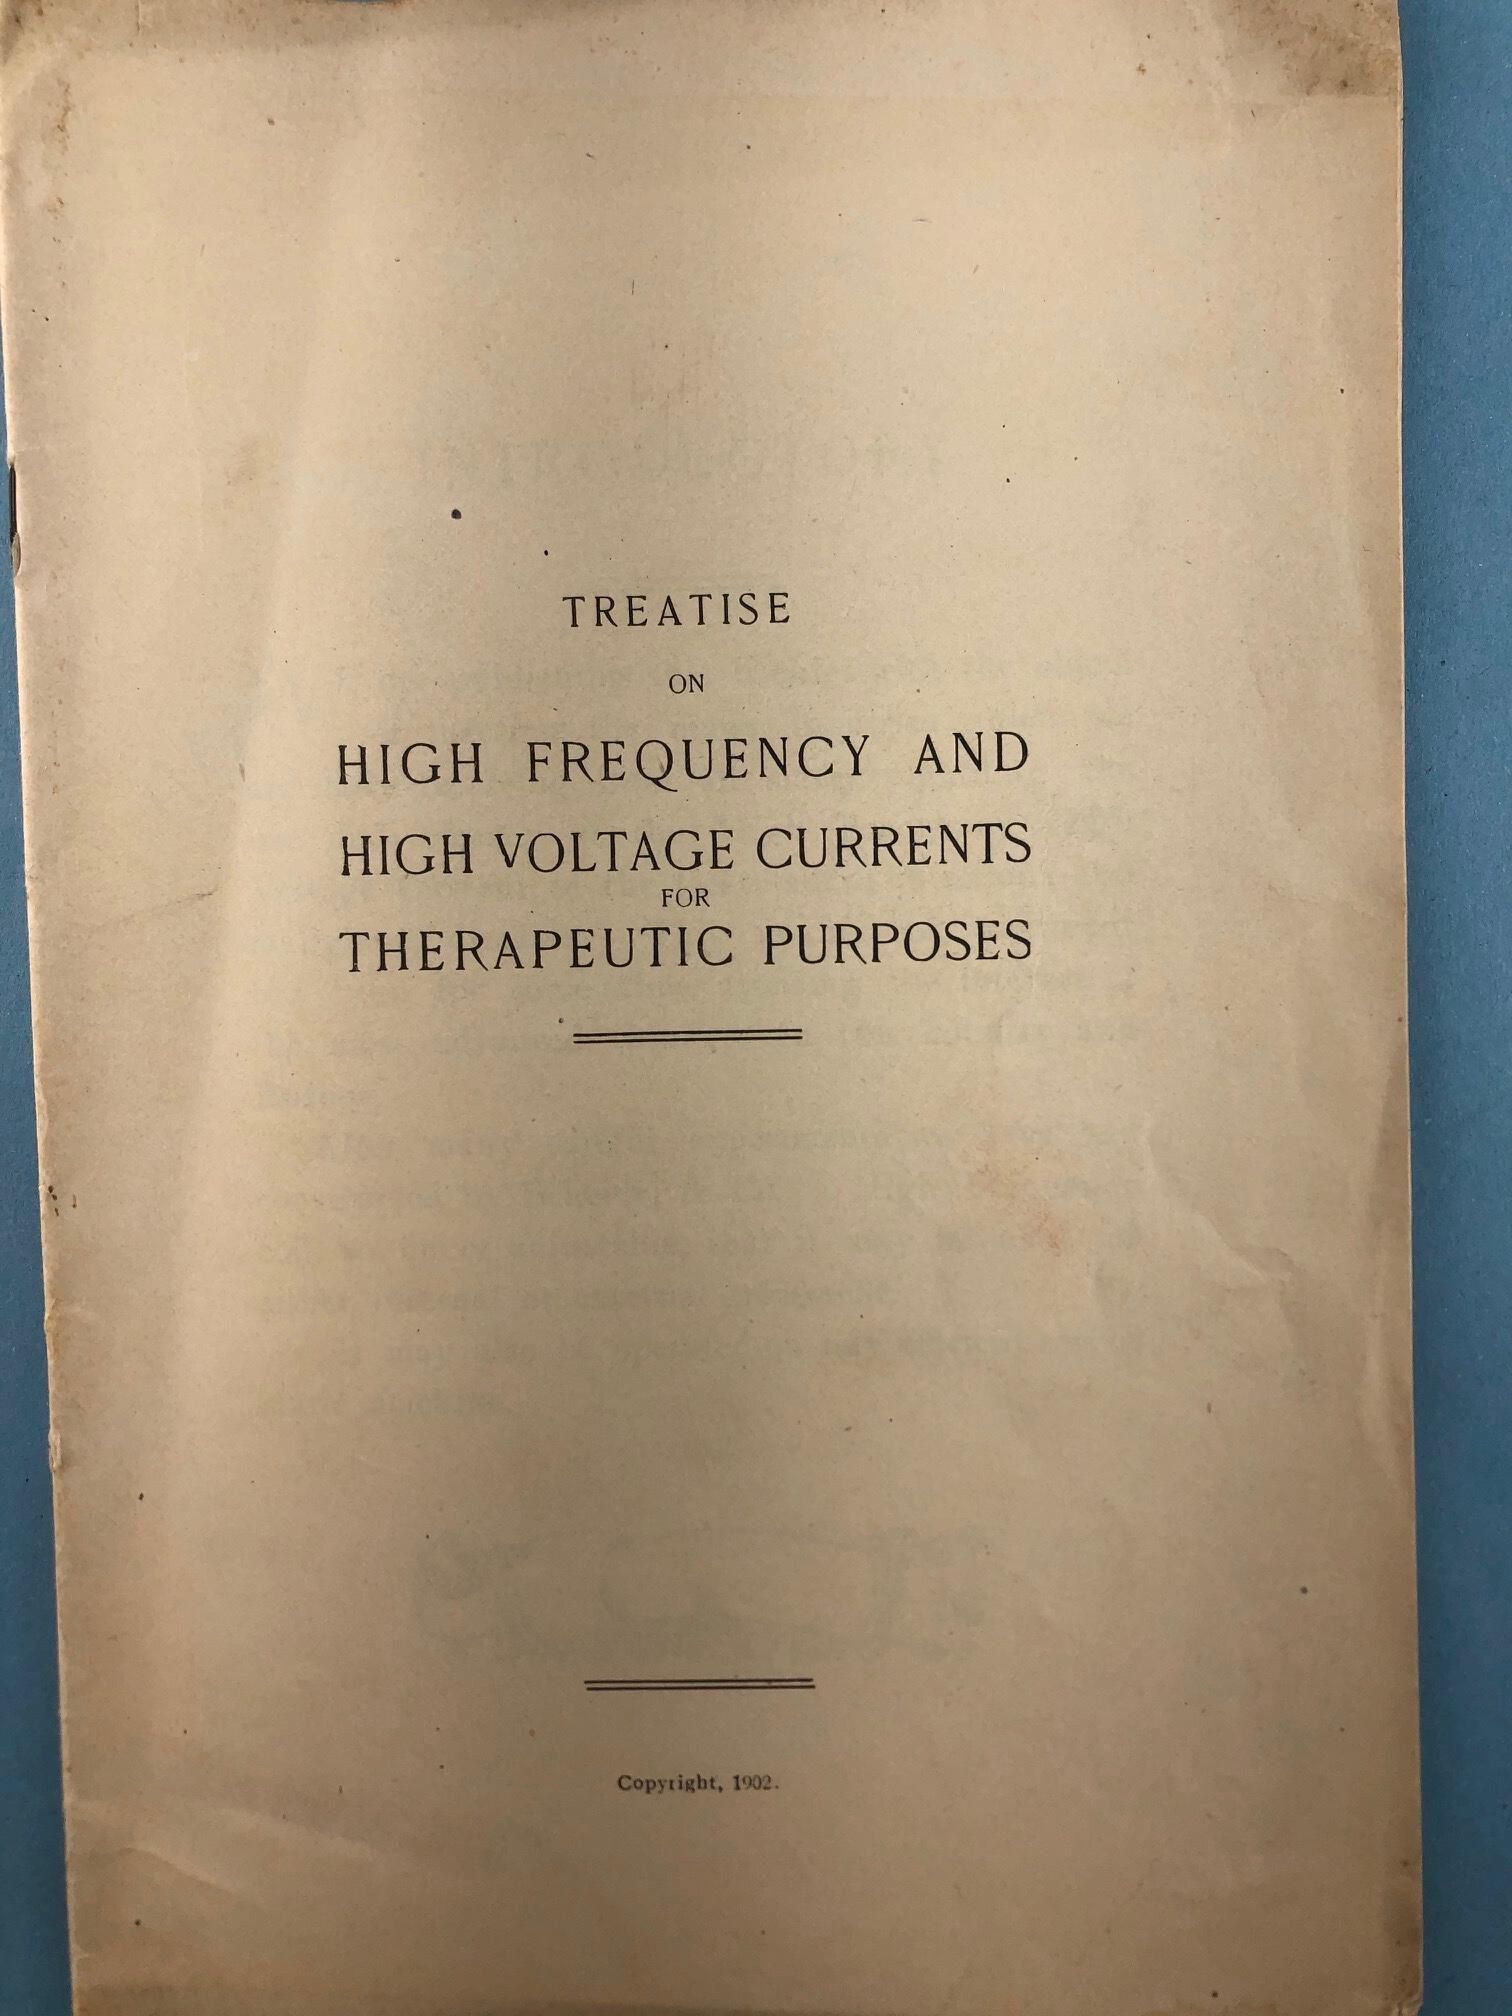 TREATISE
ON
HIGH FREQUENCY AND
HIGH VOLTAGE CURRENTS
FOR
THERAPEUTIC PURPOSES
Copyright, 1902.